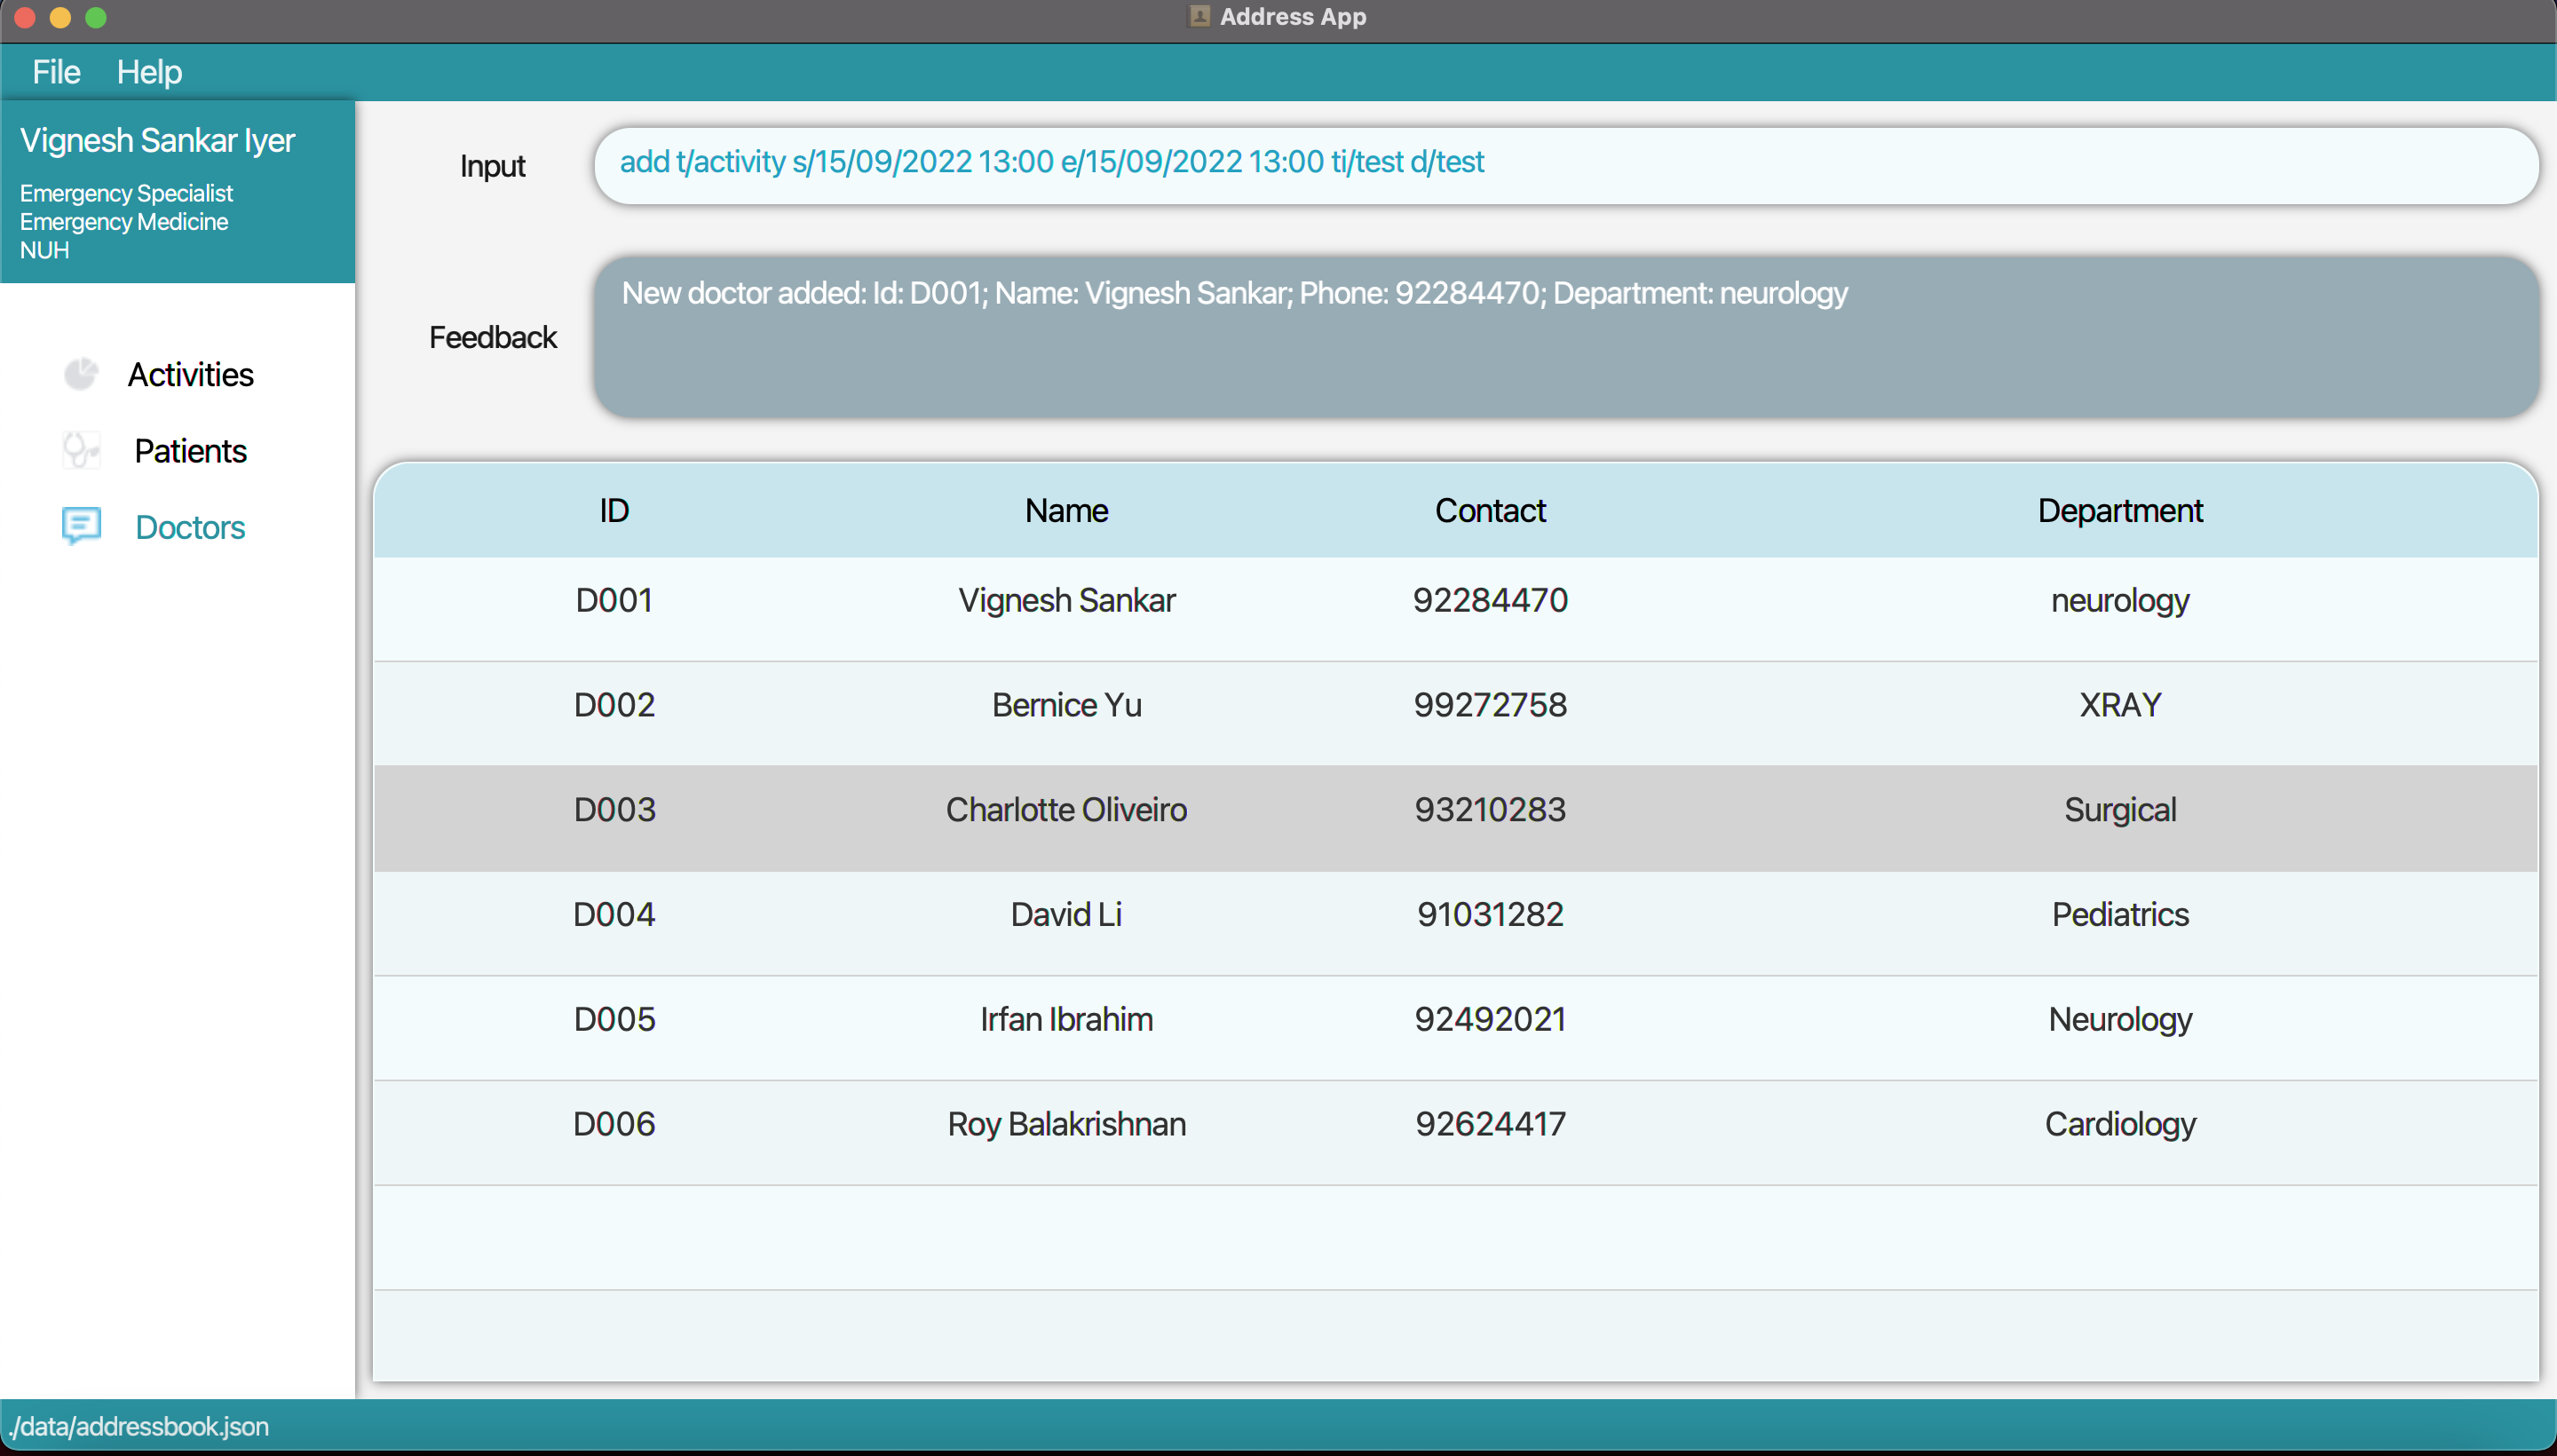 Address App
File Help
Vignesh Sankar Iyer
Emergency Specialist
Emergency Medicine
NUH
Activities
Patients
Doctors
Input
add t/activity s/15/09/2022 13:00 e/15/09/2022 13:00 ti/test d/test
Feedback
New doctor added: Id: D001; Name: Vignesh Sankar; Phone: 92284470; Department: neurology
ID Name Contact Department
D001 Vignesh Sankar 92284470 neurology
D002 Bernice Yu 99272758 XRAY
D003 Charlotte Oliveiro 93210283 Surgical
D004 David Li 91031282 Pediatrics
D005 Irfan Ibrahim 92492021 Neurology
D006 Roy Balakrishnan 92624417 Cardiology
./data/addressbook.json